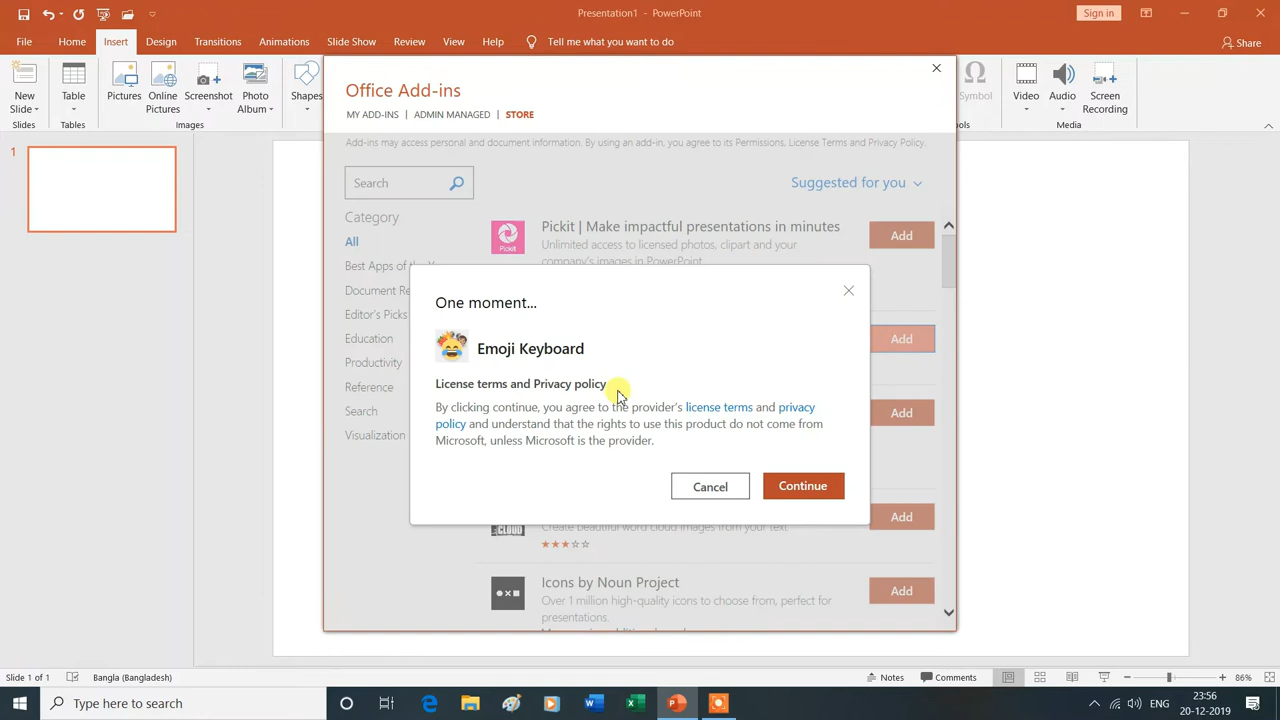 Presentation1 - PowerPoint
Sign in
File Home Insert Design Transitions Animations Slide Show Review View Help Tell me what you want to do
Share
New Slide
Table
Pictures
Online Pictures
Screenshot
Photo Album
Shapes
Symbol
Video
Audio
Screen Recording
Slides
Tables
Images
Media
Office Add-ins
MY ADD-INS | ADMIN MANAGED | STORE
Add-ins may access personal and document information. By using an add-in, you agree to its Permissions, License Terms and Privacy Policy.
Search
Suggested for you
Category
All
Best Apps of the
Document
Editor's Picks
Education
Productivity
Reference
Search
Visualization
Pickit | Make impactful presentations in minutes
Unlimited access to licensed photos, clipart and your
company's images in PowerPoint.
Pickit
Add
Add
Add
One moment...
Emoji Keyboard
License terms and Privacy policy
By clicking continue, you agree to the provider's license terms and privacy
policy and understand that the rights to use this product do not come from
Microsoft, unless Microsoft is the provider.
Cancel
Continue
CLOUD
Create beautiful word cloud images from your text
Add
Icons by Noun Project
Over 1 million high-quality icons to choose from, perfect for
presentations.
Add
1
Slide 1 of 1
Bangla (Bangladesh)
Notes
Comments
86%
Type here to search
ENG
23:56
20-12-2019